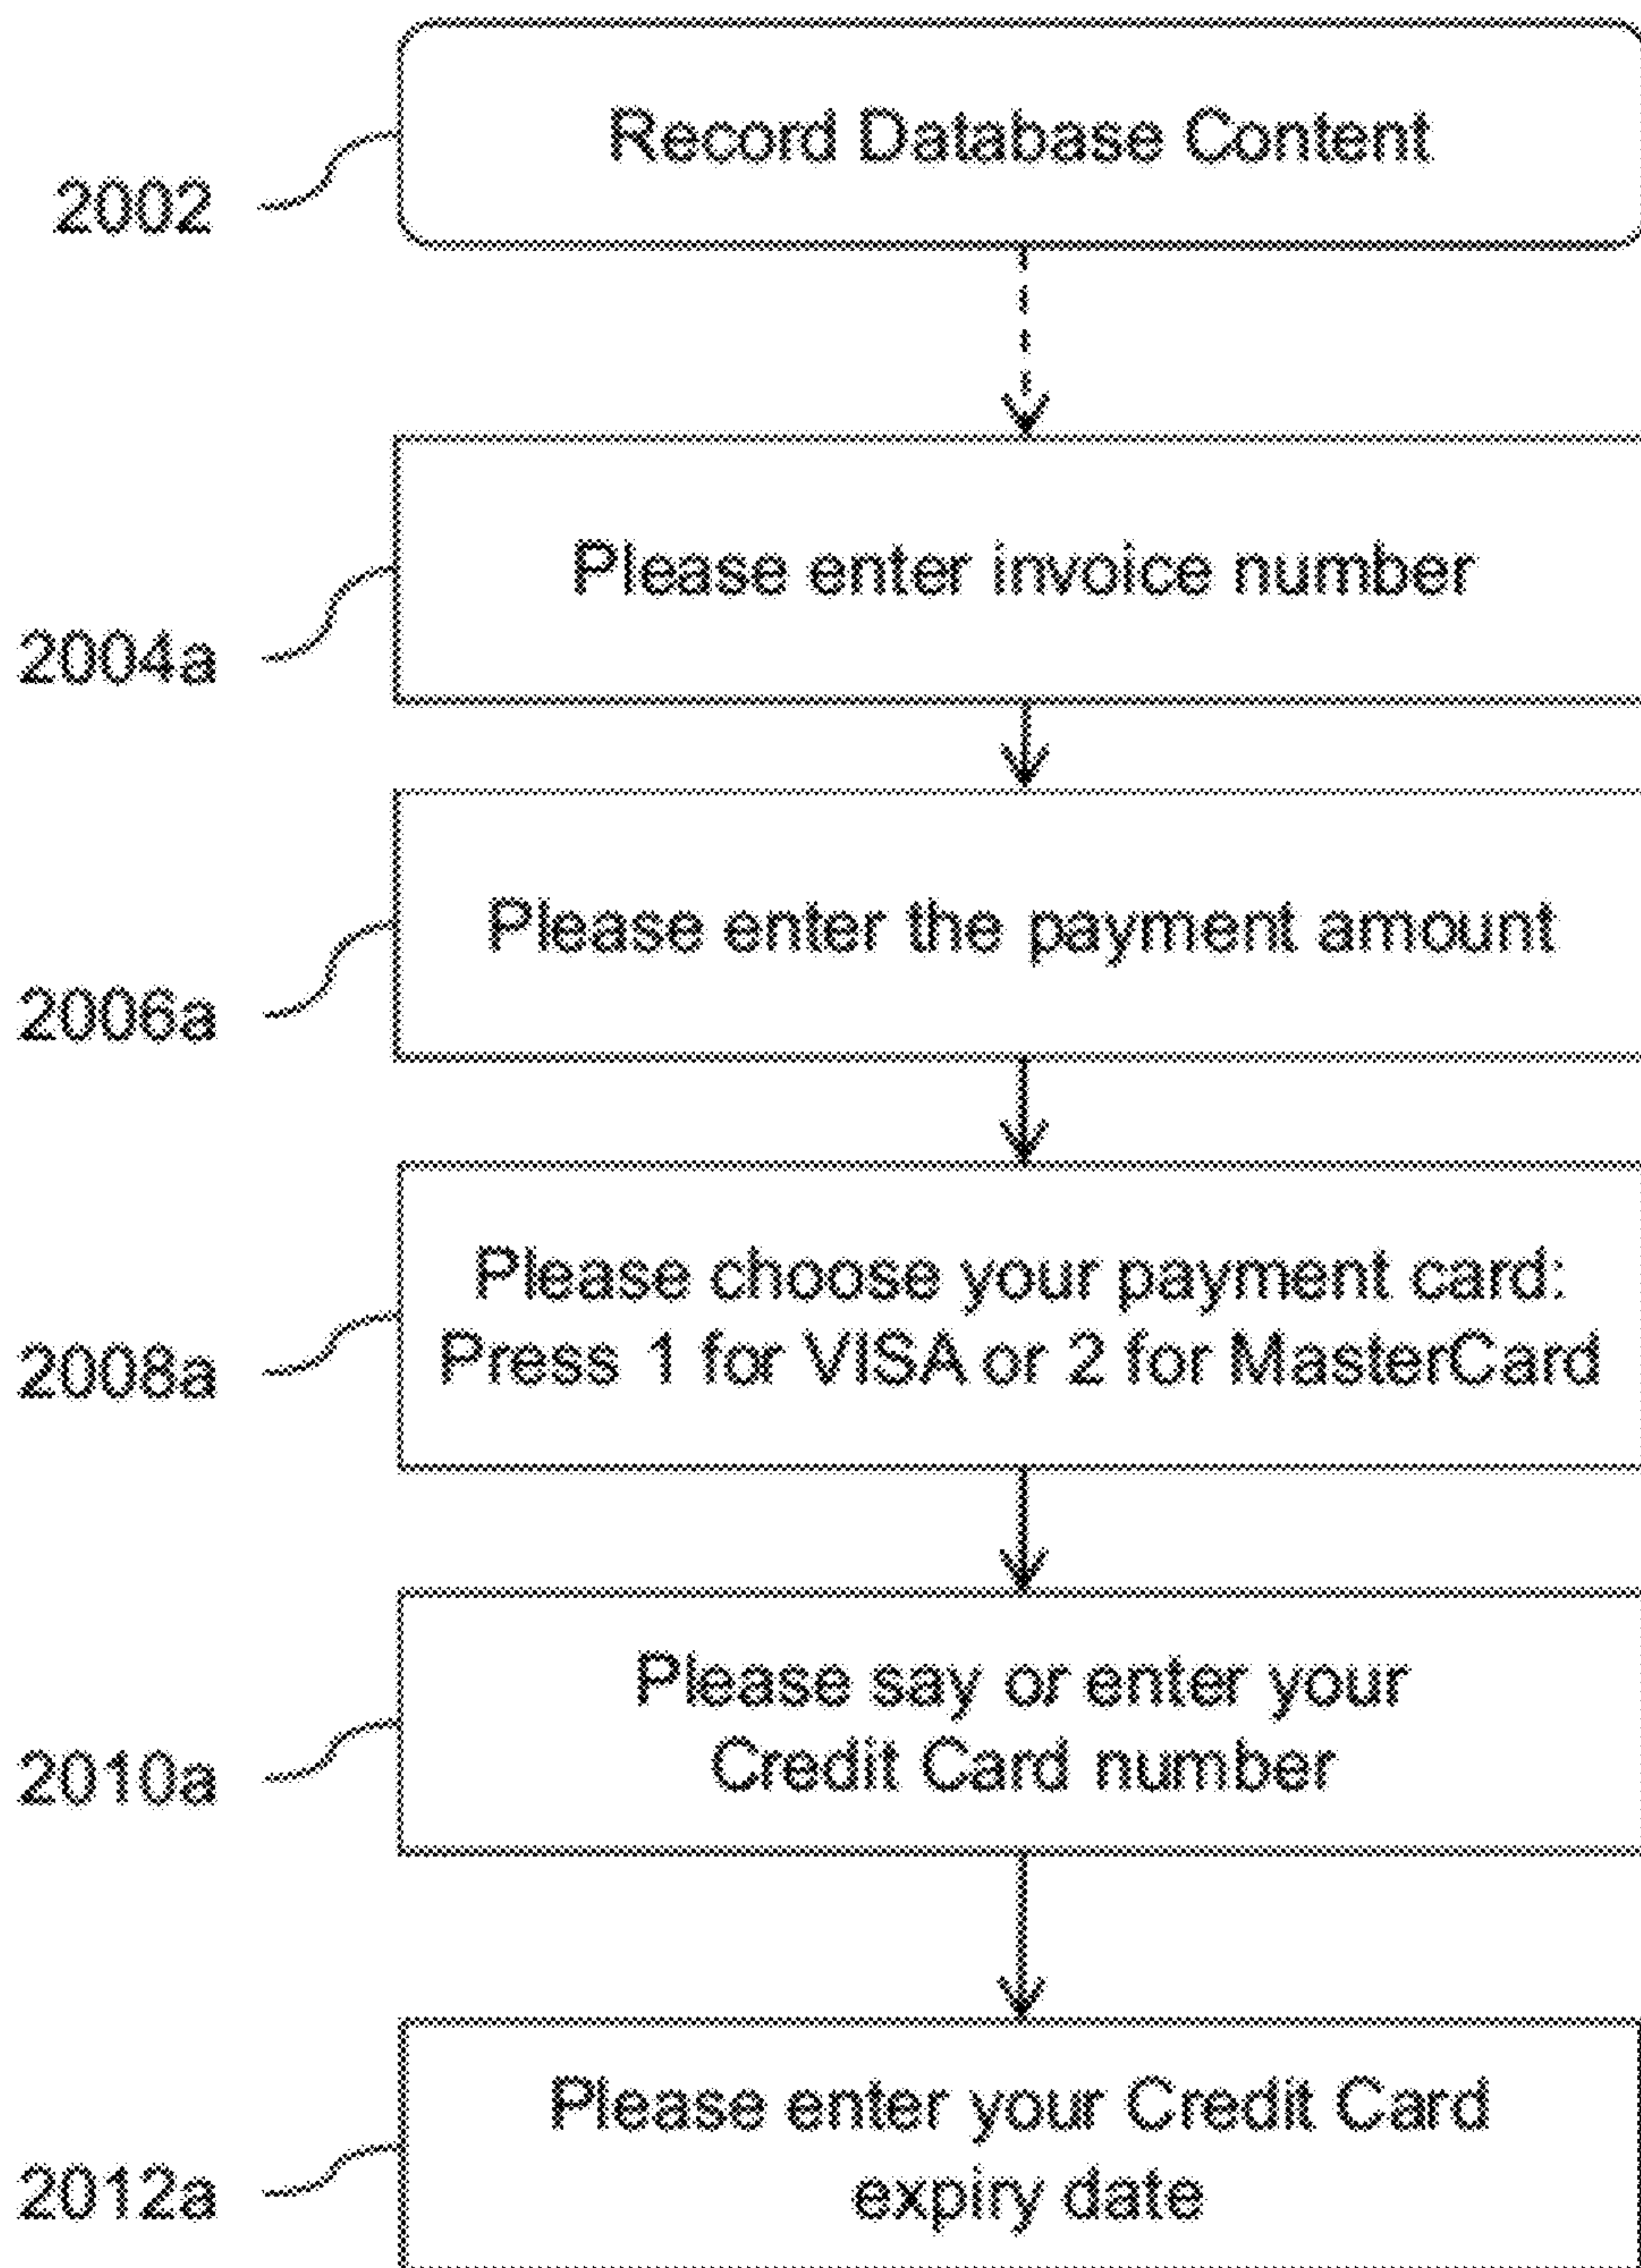 Record Database Content
2002
Please enter invoice number
2004a
Please enter the payment amount
2006a
Please choose your payment card:
Press 1 for VISA or 2 for MasterCard
2008a
Please say or enter your
Credit Card number
2010a
Please enter your Credit Card
expiry date
2012a